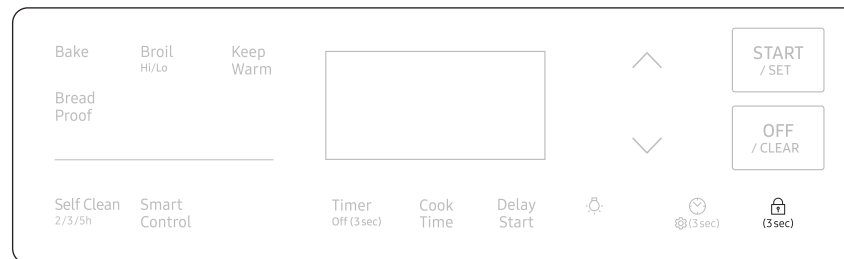 Bake
Broil
Hi/Lo
Keep
Warm
Bread
Proof
START
/ SET
OFF
/ CLEAR
Self Clean
2/3/5h
Smart
Control
Timer
Off (3 sec)
Cook
Time
Delay
Start
(3 sec)
(3 sec)